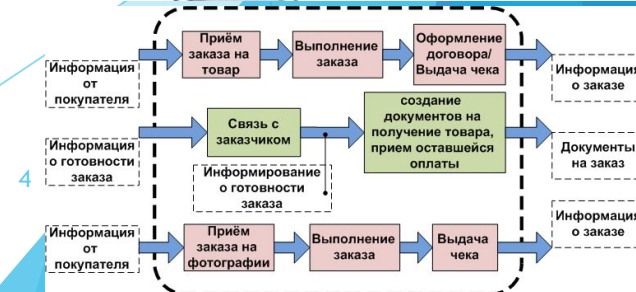 Приём
заказа на
товар
Выполнение
заказа
Оформление
договора/
Выдача чека
Информация
от
покупателя
Информация
о заказе
Связь с
заказчиком
создание
документов на
получение товара,
прием оставшейся
оплаты
Информация
о готовности
заказа
Документы
на заказ
4
Информирование
о готовности
заказа
Информация
от
покупателя
Приём
заказа на
фотографии
Выполнение
заказа
Выдача
чека
Информация
о заказе